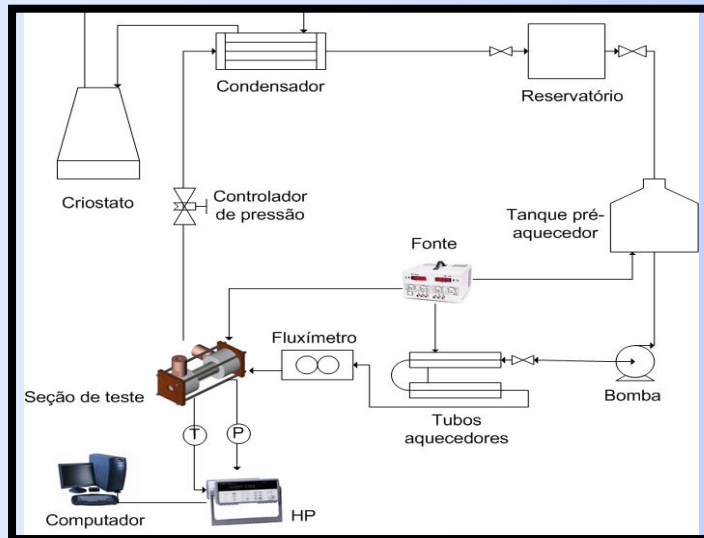 Condensador
Reservatório
Criostato
Controlador
de pressão
Tanque pré-
aquecedor
Fonte
Fluxímetro
Seção de teste
Tubos
aquecedores
Bomba
T
P
Computador
HP